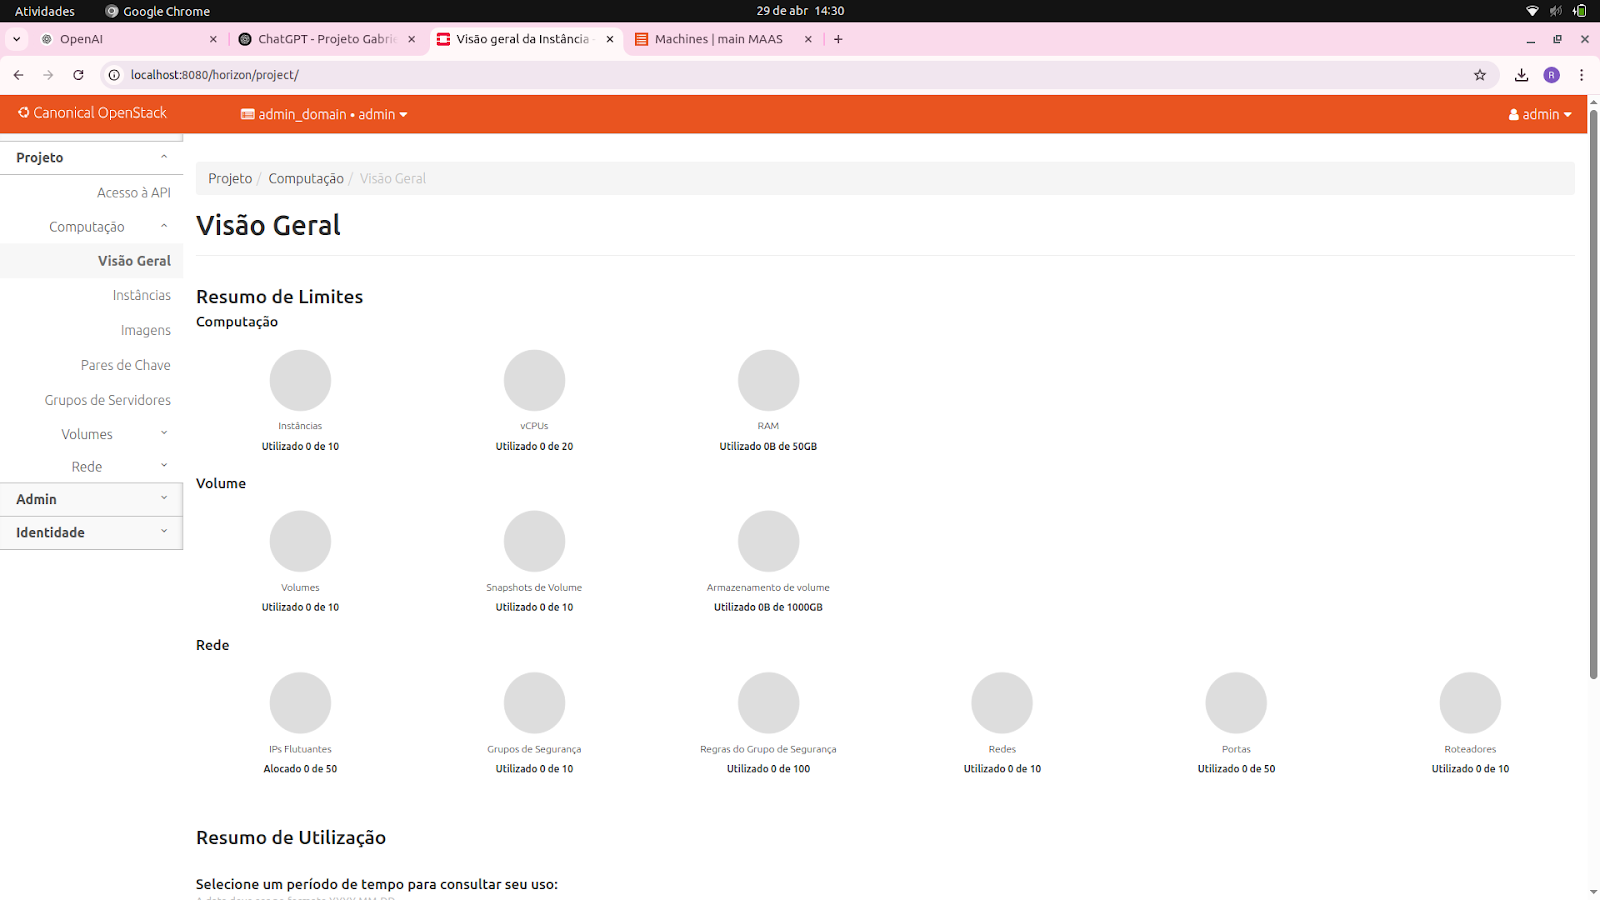 Atividades
Google Chrome
29 de abr 14:30
OpenAI
ChatGPT - Projeto Gabrie
Visão geral da Instância -
Machines | main MAAS
localhost:8080/horizon/project/
R
Canonical OpenStack
admin_domain • admin
admin
Projeto
Acesso à API
Computação
Visão Geral
Instâncias
Imagens
Pares de Chave
Grupos de Servidores
Volumes
Rede
Admin
Identidade
Projeto / Computação / Visão Geral
Visão Geral
Resumo de Limites
Computação
Instâncias
Utilizado 0 de 10
vCPUs
Utilizado 0 de 20
RAM
Utilizado 0B de 50GB
Volume
Volumes
Utilizado 0 de 10
Snapshots de Volume
Utilizado 0 de 10
Armazenamento de volume
Utilizado 0B de 1000GB
Rede
IPs Flutuantes
Alocado 0 de 50
Grupos de Segurança
Utilizado 0 de 10
Regras do Grupo de Segurança
Utilizado 0 de 100
Redes
Utilizado 0 de 10
Portas
Utilizado 0 de 50
Roteadores
Utilizado 0 de 10
Resumo de Utilização
Selecione um período de tempo para consultar seu uso: